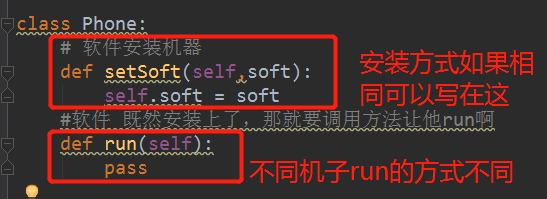 class Phone:
# 软件安装机器
def setSoft(self,soft):
self.soft = soft
安装方式如果相
同可以写在这
#软件 既然安装上了，那就要调用方法让他run啊
def run(self):
pass
不同机子run的方式不同